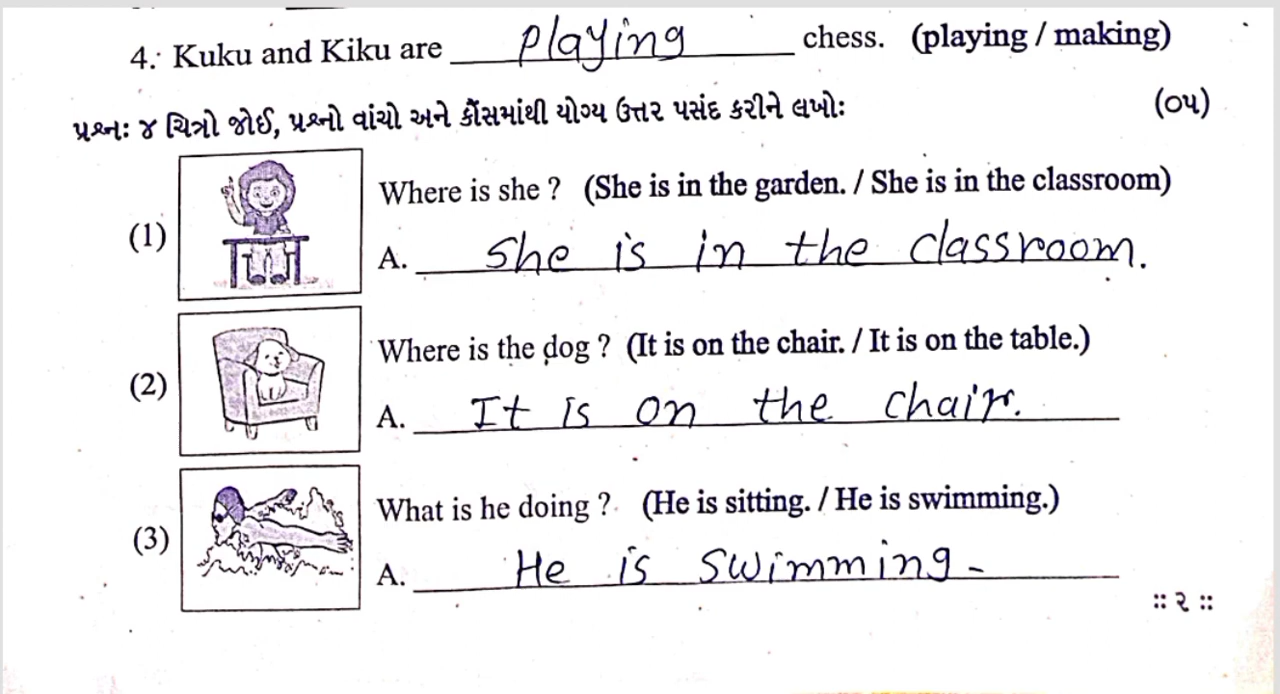 4. Kuku and Kiku are playing chess. (playing / making)
પ્રશ્ન: ૪ ચિત્રો જોઈ, પ્રશ્નો વાંચો અને કૌંસમાંથી યોગ્ય ઉત્તર પસંદ કરીને લખો: (૦૫)
(1) Where is she ? (She is in the garden. / She is in the classroom)
A. She is in the classroom.
(2) Where is the dog ? (It is on the chair. / It is on the table.)
A. It is on the chair.
(3) What is he doing ? (He is sitting. / He is swimming.)
A. He is swimming.
:: ૨ ::